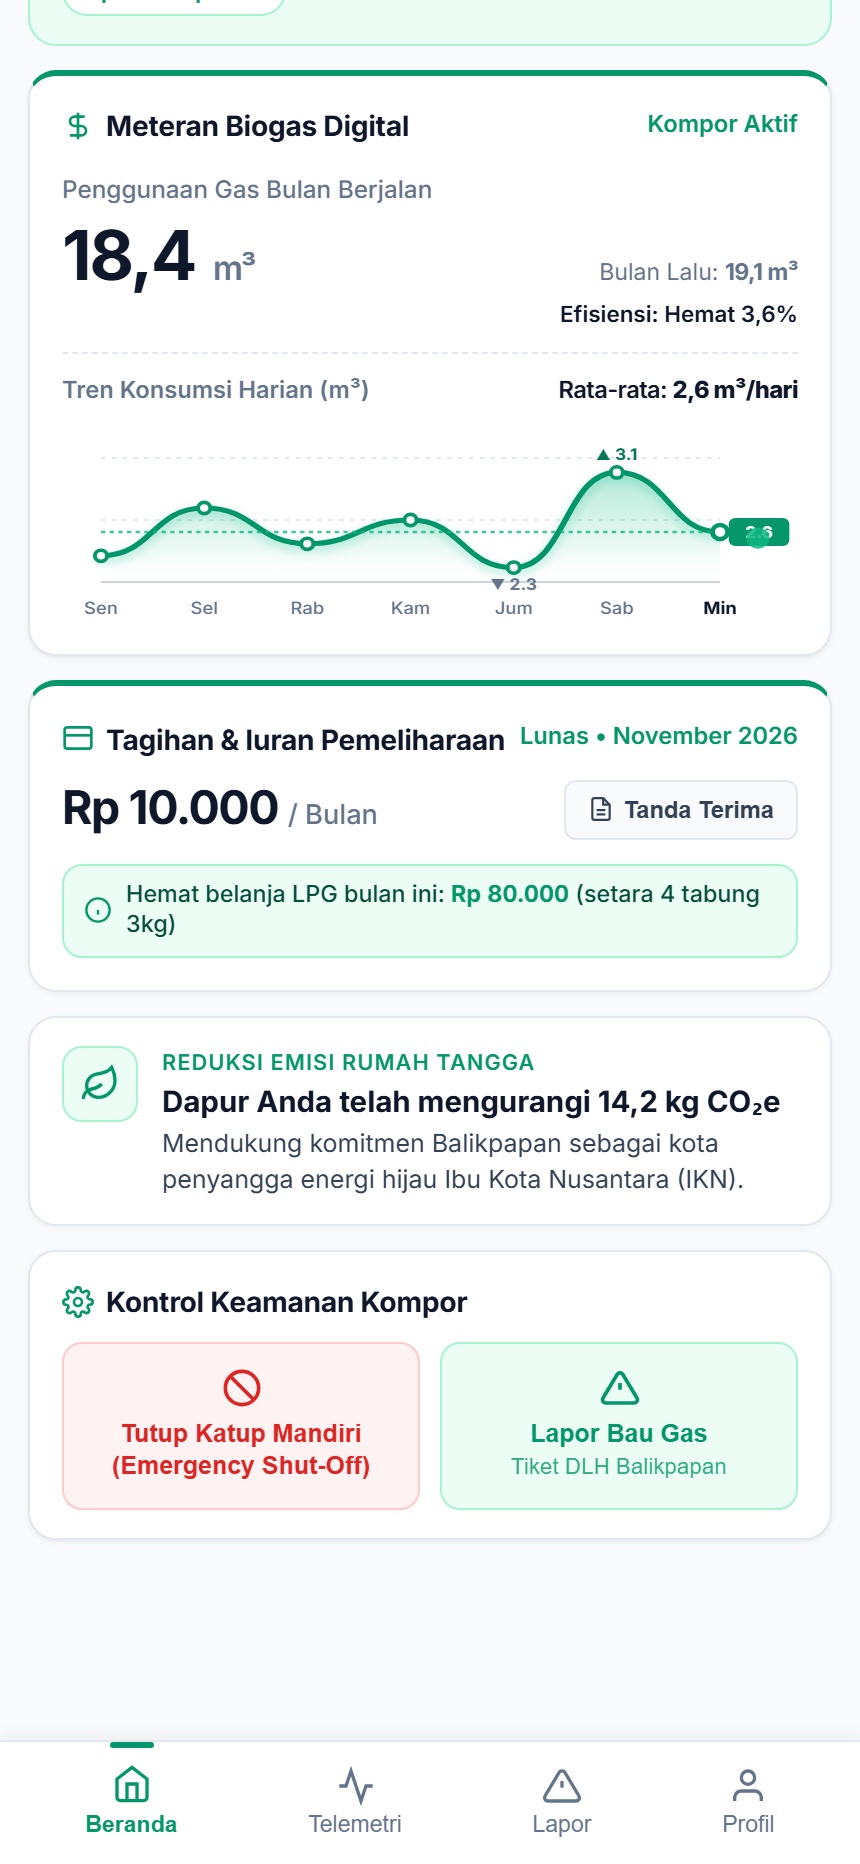 Meteran Biogas Digital
Kompor Aktif
Penggunaan Gas Bulan Berjalan
18,4 m³
Bulan Lalu: 19,1 m³
Efisiensi: Hemat 3,6%
Tren Konsumsi Harian (m³)
Rata-rata: 2,6 m³/hari
▲ 3.1
2.6
▼ 2.3
Sen Sel Rab Kam Jum Sab Min
Tagihan & Iuran Pemeliharaan
Lunas • November 2026
Rp 10.000 / Bulan
Tanda Terima
Hemat belanja LPG bulan ini: Rp 80.000 (setara 4 tabung
3kg)
REDUKSI EMISI RUMAH TANGGA
Dapur Anda telah mengurangi 14,2 kg CO₂e
Mendukung komitmen Balikpapan sebagai kota
penyangga energi hijau Ibu Kota Nusantara (IKN).
Kontrol Keamanan Kompor
Tutup Katup Mandiri
(Emergency Shut-Off)
Lapor Bau Gas
Tiket DLH Balikpapan
Beranda Telemetri Lapor Profil